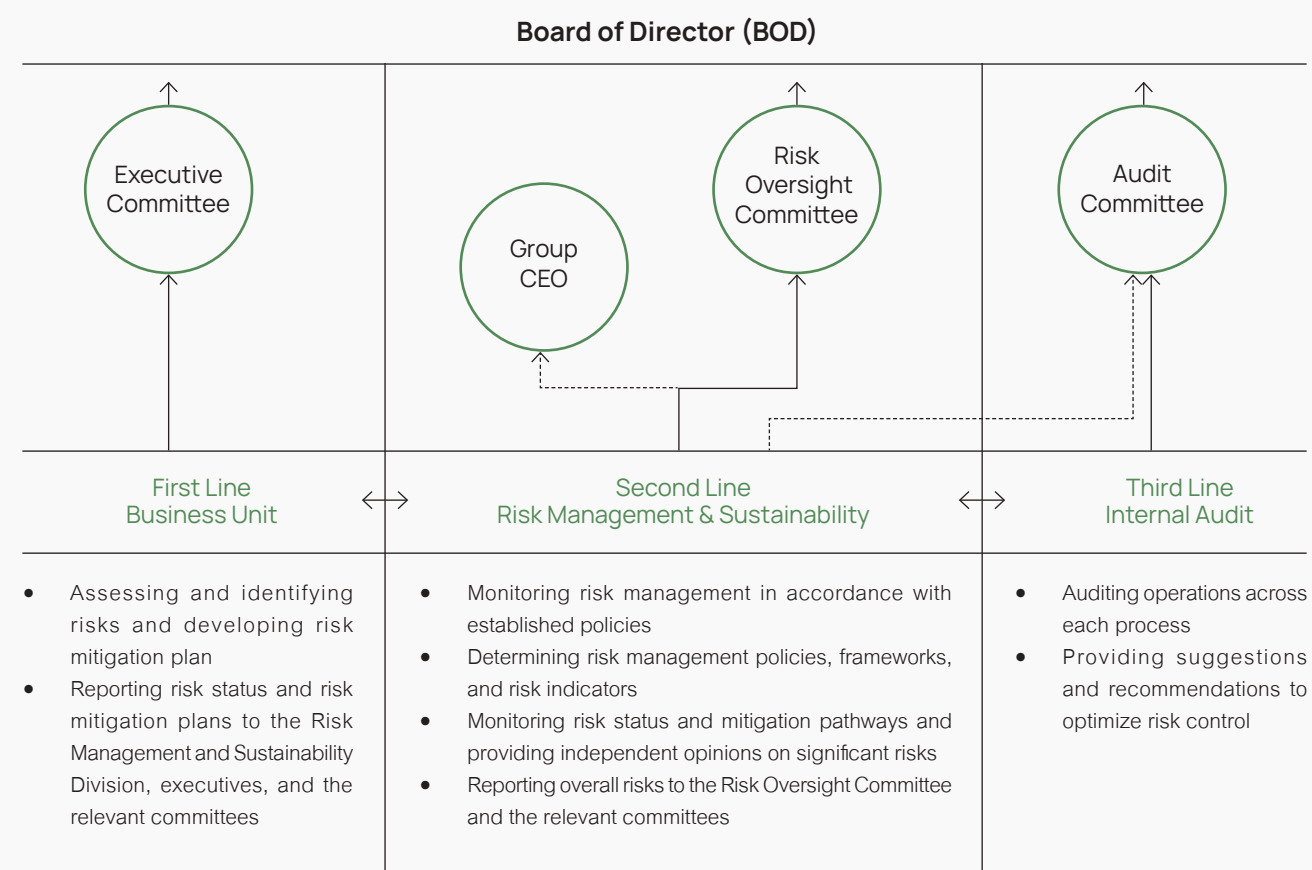 Board of Director (BOD)
Executive
Committee
Group
CEO
Risk
Oversight
Committee
Audit
Committee
First Line
Business Unit
Second Line
Risk Management & Sustainability
Third Line
Internal Audit
• Assessing and identifying
risks and developing risk
mitigation plan
• Reporting risk status and risk
mitigation plans to the Risk
Management and Sustainability
Division, executives, and the
relevant committees
• Monitoring risk management in accordance with
established policies
• Determining risk management policies, frameworks,
and risk indicators
• Monitoring risk status and mitigation pathways and
providing independent opinions on significant risks
• Reporting overall risks to the Risk Oversight Committee
and the relevant committees
• Auditing operations across
each process
• Providing suggestions
and recommendations to
optimize risk control